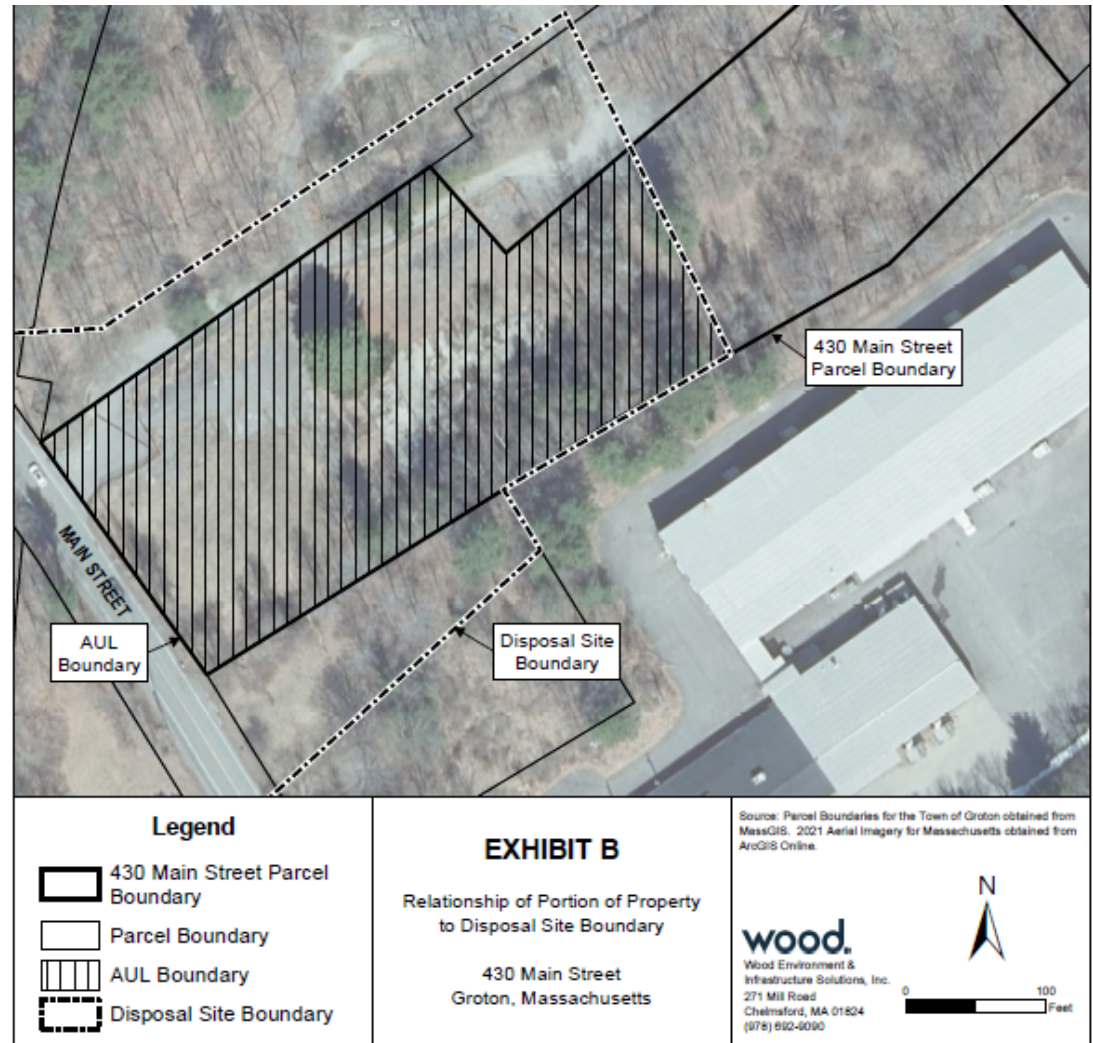 430 Main Street
Parcel Boundary
MAIN STREET
AUL
Boundary
Disposal Site
Boundary
Legend
430 Main Street Parcel
Boundary
Parcel Boundary
AUL Boundary
Disposal Site Boundary
EXHIBIT B
Relationship of Portion of Property
to Disposal Site Boundary
430 Main Street
Groton, Massachusetts
Source: Parcel Boundaries for the Town of Groton obtained from
MassGIS. 2021 Aerial Imagery for Massachusetts obtained from
ArcGIS Online.
N
wood.
Wood Environment &
Infrastructure Solutions, Inc.
271 Mill Road
Chelmsford, MA 01824
(978) 692-9090
0 100
Feet